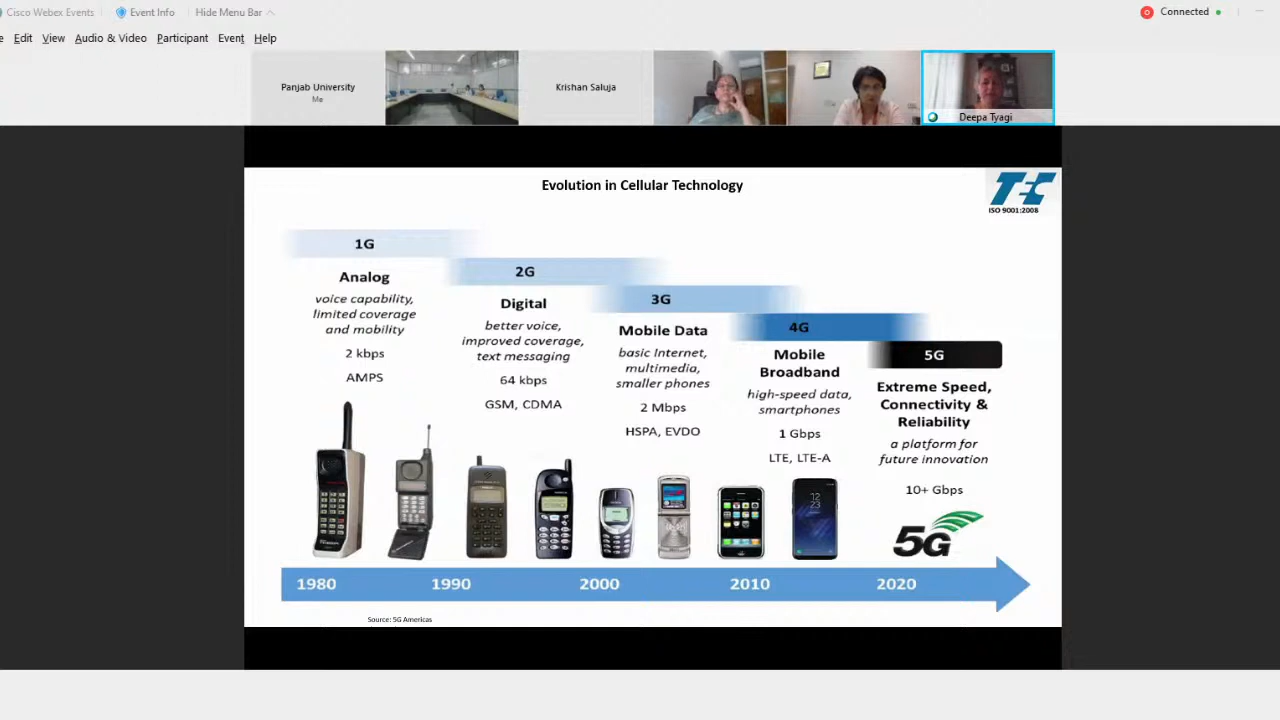 Cisco Webex Events
Event Info
Hide Menu Bar
Connected
e Edit View Audio & Video Participant Event Help
Panjab University
Me
Krishan Saluja
Deepa Tyagi
Evolution in Cellular Technology
TEC
ISO 9001:2008
1G
Analog
voice capability,
limited coverage
and mobility
2 kbps
AMPS
2G
Digital
better voice,
improved coverage,
text messaging
64 kbps
GSM, CDMA
3G
Mobile Data
basic Internet,
multimedia,
smaller phones
2 Mbps
HSPA, EVDO
4G
Mobile
Broadband
high-speed data,
smartphones
1 Gbps
LTE, LTE-A
5G
Extreme Speed,
Connectivity &
Reliability
a platform for
future innovation
10+ Gbps
12
23
5G
1980 1990 2000 2010 2020
Source: 5G Americas